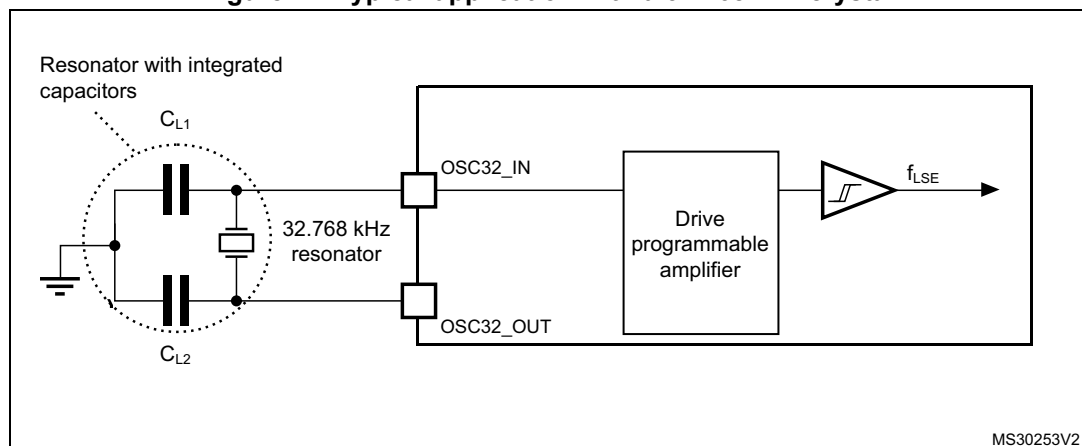 Resonator with integrated
capacitors
CL1
OSC32_IN
fLSE
32.768 kHz
resonator
Drive
programmable
amplifier
OSC32_OUT
CL2
MS30253V2